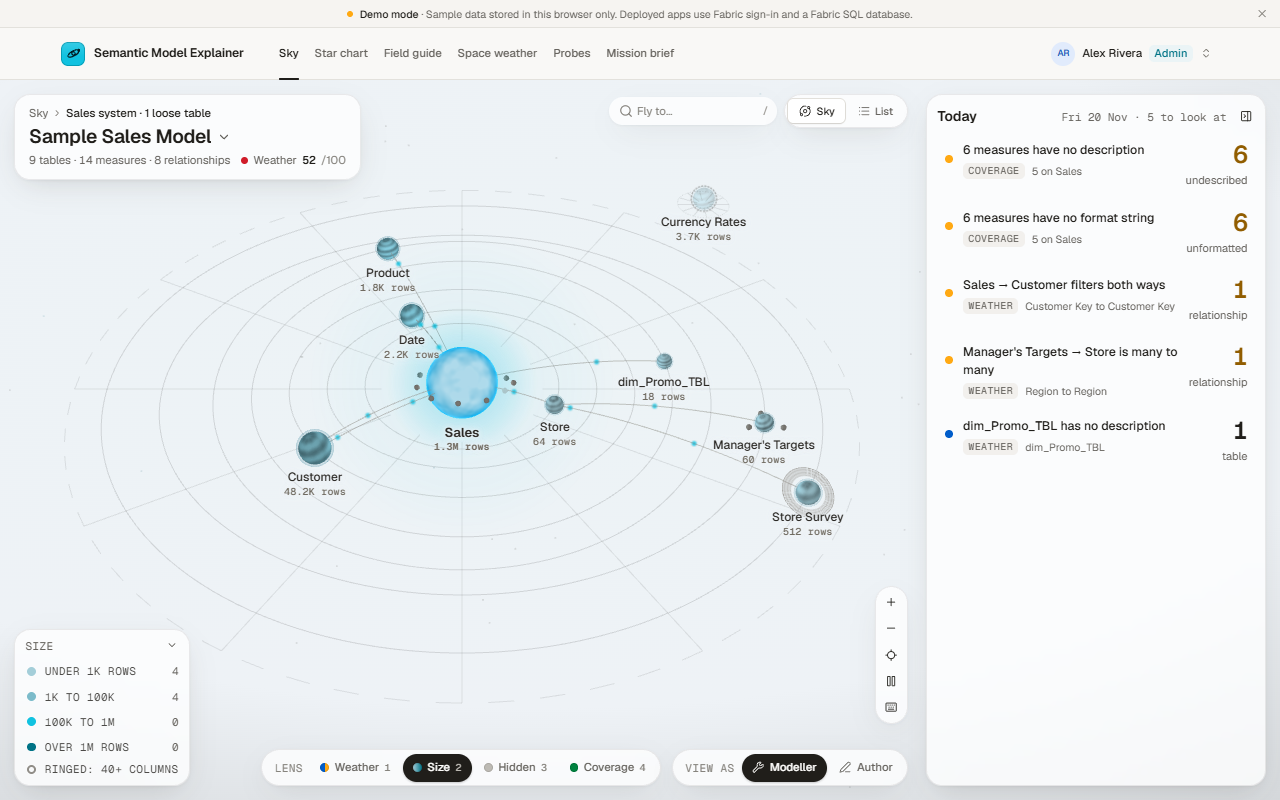 Demo mode · Sample data stored in this browser only. Deployed apps use Fabric sign-in and a Fabric SQL database.
Semantic Model Explainer
Sky
Star chart
Field guide
Space weather
Probes
Mission brief
AR
Alex Rivera
Admin
Sky › Sales system · 1 loose table
Sample Sales Model
9 tables · 14 measures · 8 relationships
Weather 52 /100
Fly to...
/
Sky
List
Currency Rates
3.7K rows
Product
1.8K rows
Date
2.2K rows
dim_Promo_TBL
18 rows
Sales
1.3M rows
Store
64 rows
Manager's Targets
60 rows
Customer
48.2K rows
Store Survey
512 rows
SIZE
UNDER 1K ROWS 4
1K TO 100K 4
100K TO 1M 0
OVER 1M ROWS 0
RINGED: 40+ COLUMNS
LENS
Weather 1
Size 2
Hidden 3
Coverage 4
VIEW AS
Modeller
Author
Today
Fri 20 Nov · 5 to look at
6 measures have no description
COVERAGE 5 on Sales
6
undescribed
6 measures have no format string
COVERAGE 5 on Sales
6
unformatted
Sales → Customer filters both ways
WEATHER Customer Key to Customer Key
1
relationship
Manager's Targets → Store is many to
many
WEATHER Region to Region
1
relationship
dim_Promo_TBL has no description
WEATHER dim_Promo_TBL
1
table